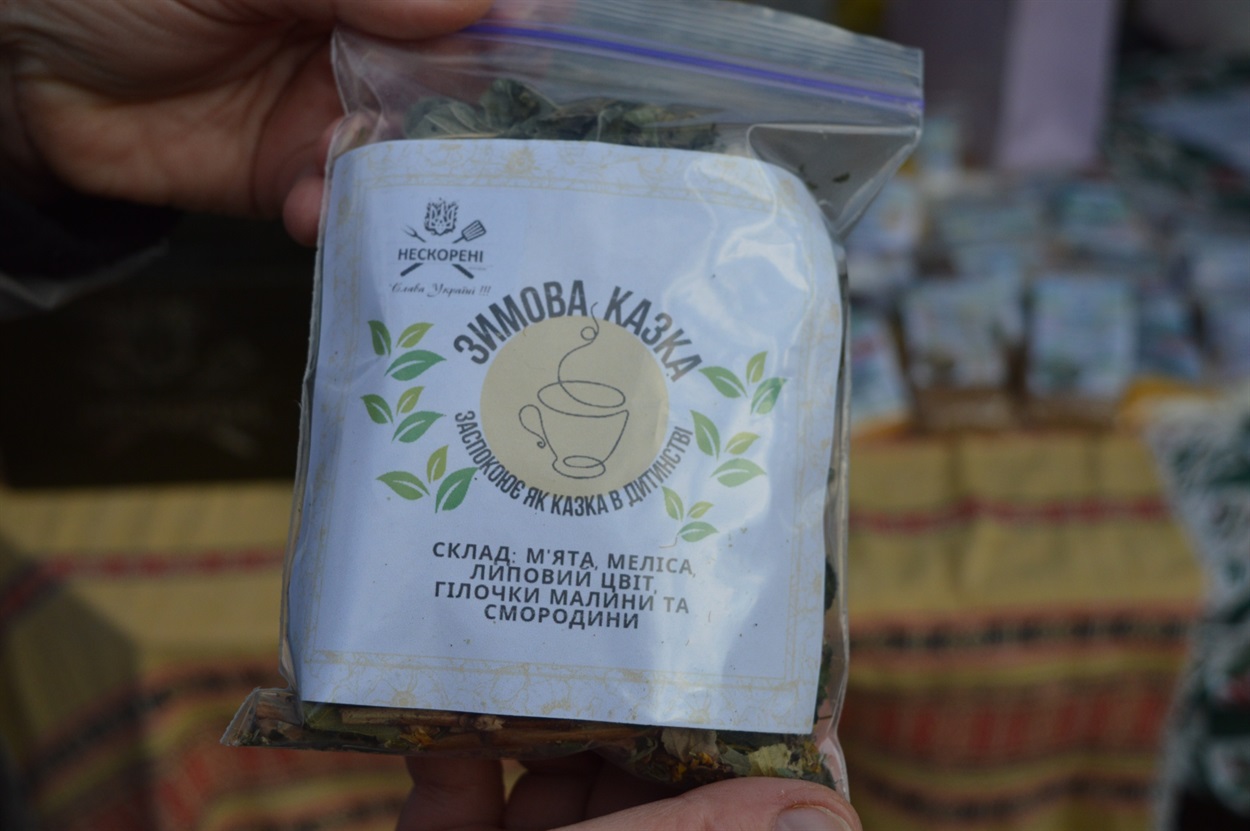 НЕСКОРЕНІ
Слава Україні !!!
ЗИМОВА КАЗКА
ЗАСПОКОЮЄ ЯК КАЗКА В ДИТИНСТВІ
СКЛАД: М'ЯТА, МЕЛІСА,
ЛИПОВИЙ ЦВІТ,
ГІЛОЧКИ МАЛИНИ ТА
СМОРОДИНИ